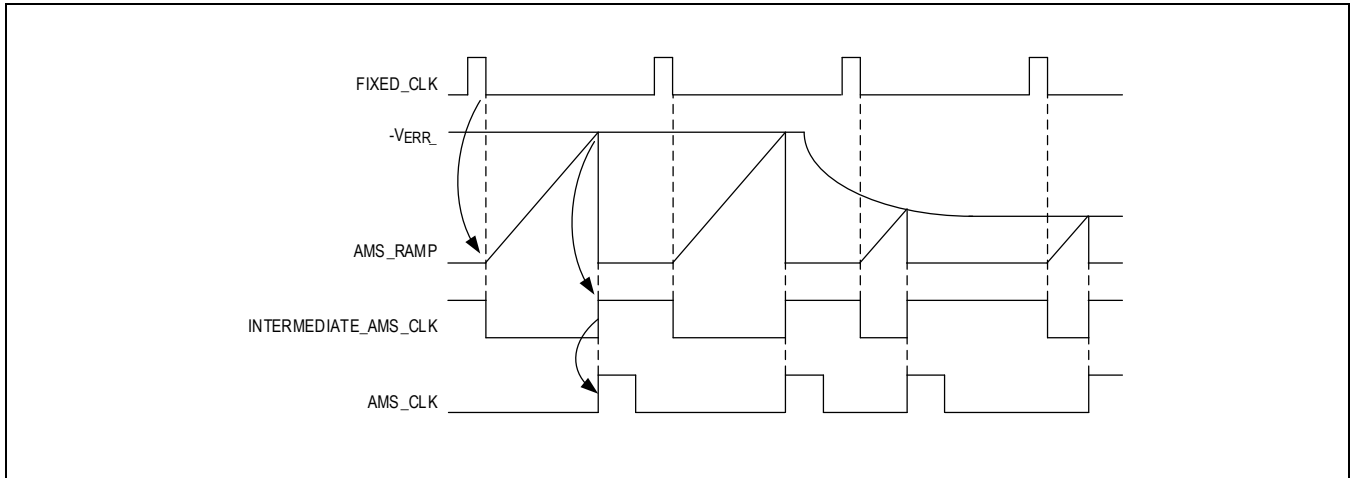 FIXED_CLK
-VERR_
AMS_RAMP
INTERMEDIATE_AMS_CLK
AMS_CLK